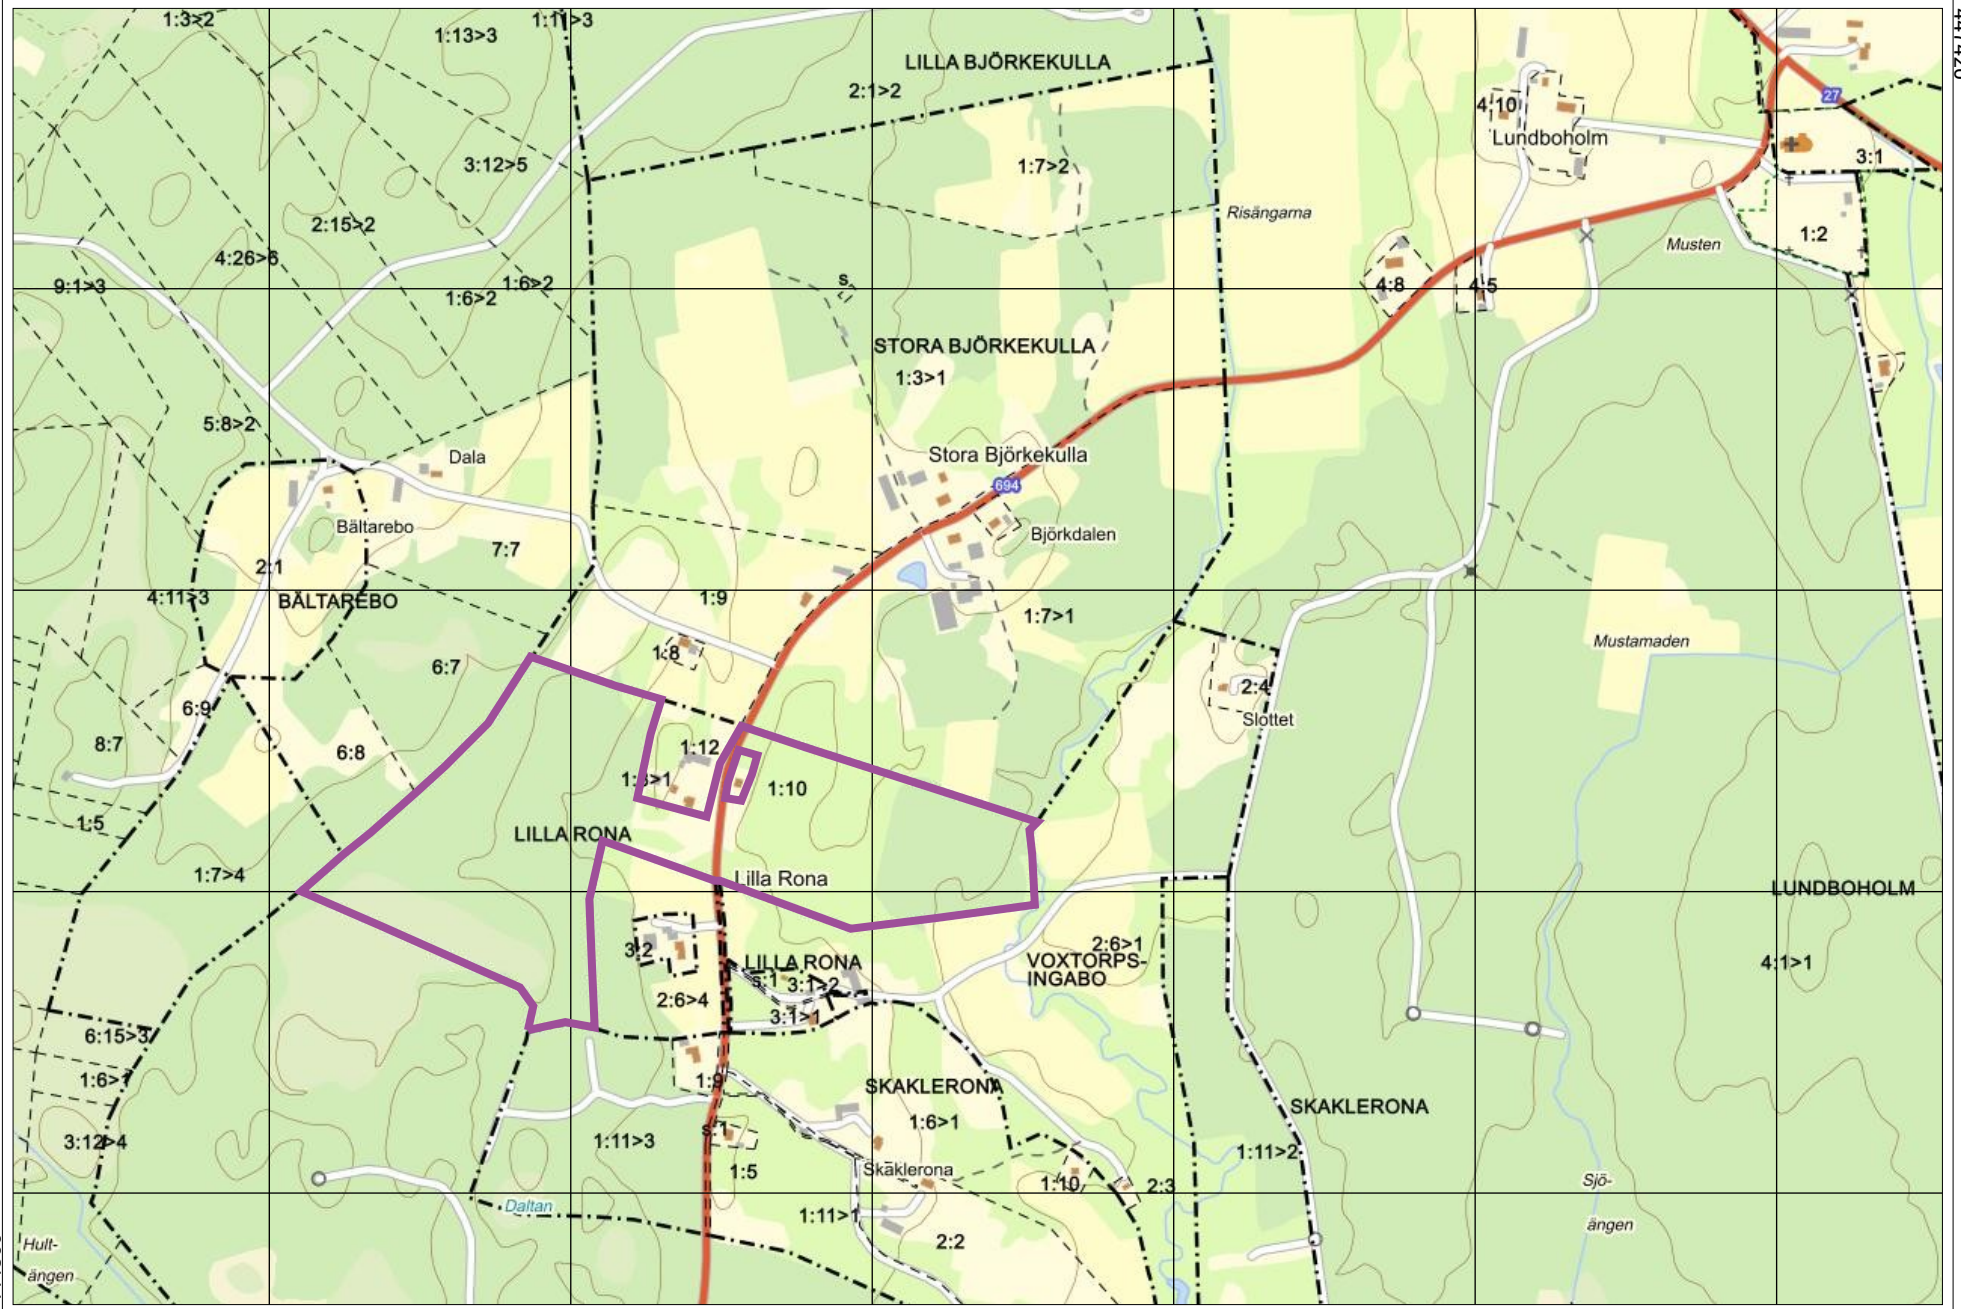 1:3>2
1:13>3
1:11>3
LILLA BJÖRKEKULLA
2:1>2
27
4:10
Lundboholm
3:1
3:12>5
1:7>2
2:15>2
Risängarna
Musten
1:2
4:26>6
9:1>3
1:6>2
1:6>2
s
4:8
4:5
STORA BJÖRKEKULLA
1:3>1
5:8>2
Dala
Stora Björkekulla
694
Bältarebo
Björkdalen
7:7
2:1
4:11>3
BÄLTAREBO
1:9
1:7>1
Mustamaden
1:8
6:7
2:4
6:9
Slottet
8:7
6:8
1:12
1:3>1
1:10
1:5
LILLA RONA
1:7>4
Lilla Rona
LUNDBOHOLM
3:2
2:6>1
LILLA RONA
VOXTORPS-
INGABO
4:1>1
s:1
3:1>2
2:6>4
3:1>1
6:15>3
1:6>1
1:9
SKAKLERONA
SKAKLERONA
1:6>1
s:1
3:12>4
1:11>3
1:11>2
1:5
Skäklerona
1:10
2:3
Sjö-
ängen
Daltan
1:11>1
2:2
Hult-
ängen